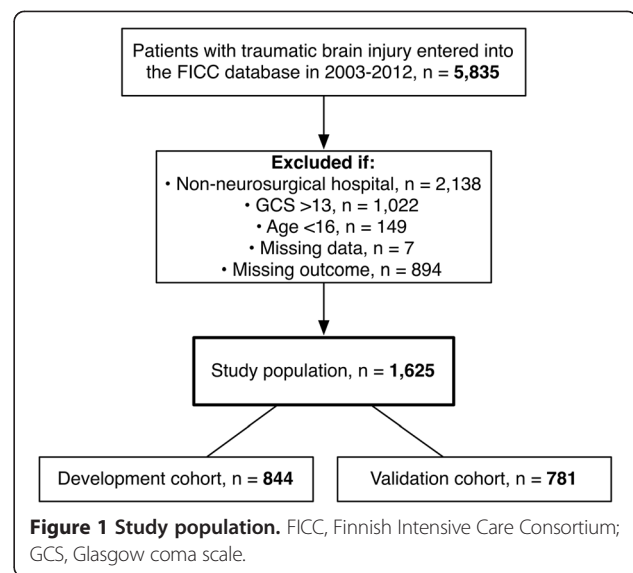 Patients with traumatic brain injury entered into
the FICC database in 2003-2012, n = 5,835
Excluded if:
• Non-neurosurgical hospital, n = 2,138
• GCS >13, n = 1,022
• Age <16, n = 149
• Missing data, n = 7
• Missing outcome, n = 894
Study population, n = 1,625
Development cohort, n = 844
Validation cohort, n = 781
Figure 1 Study population. FICC, Finnish Intensive Care Consortium;
GCS, Glasgow coma scale.